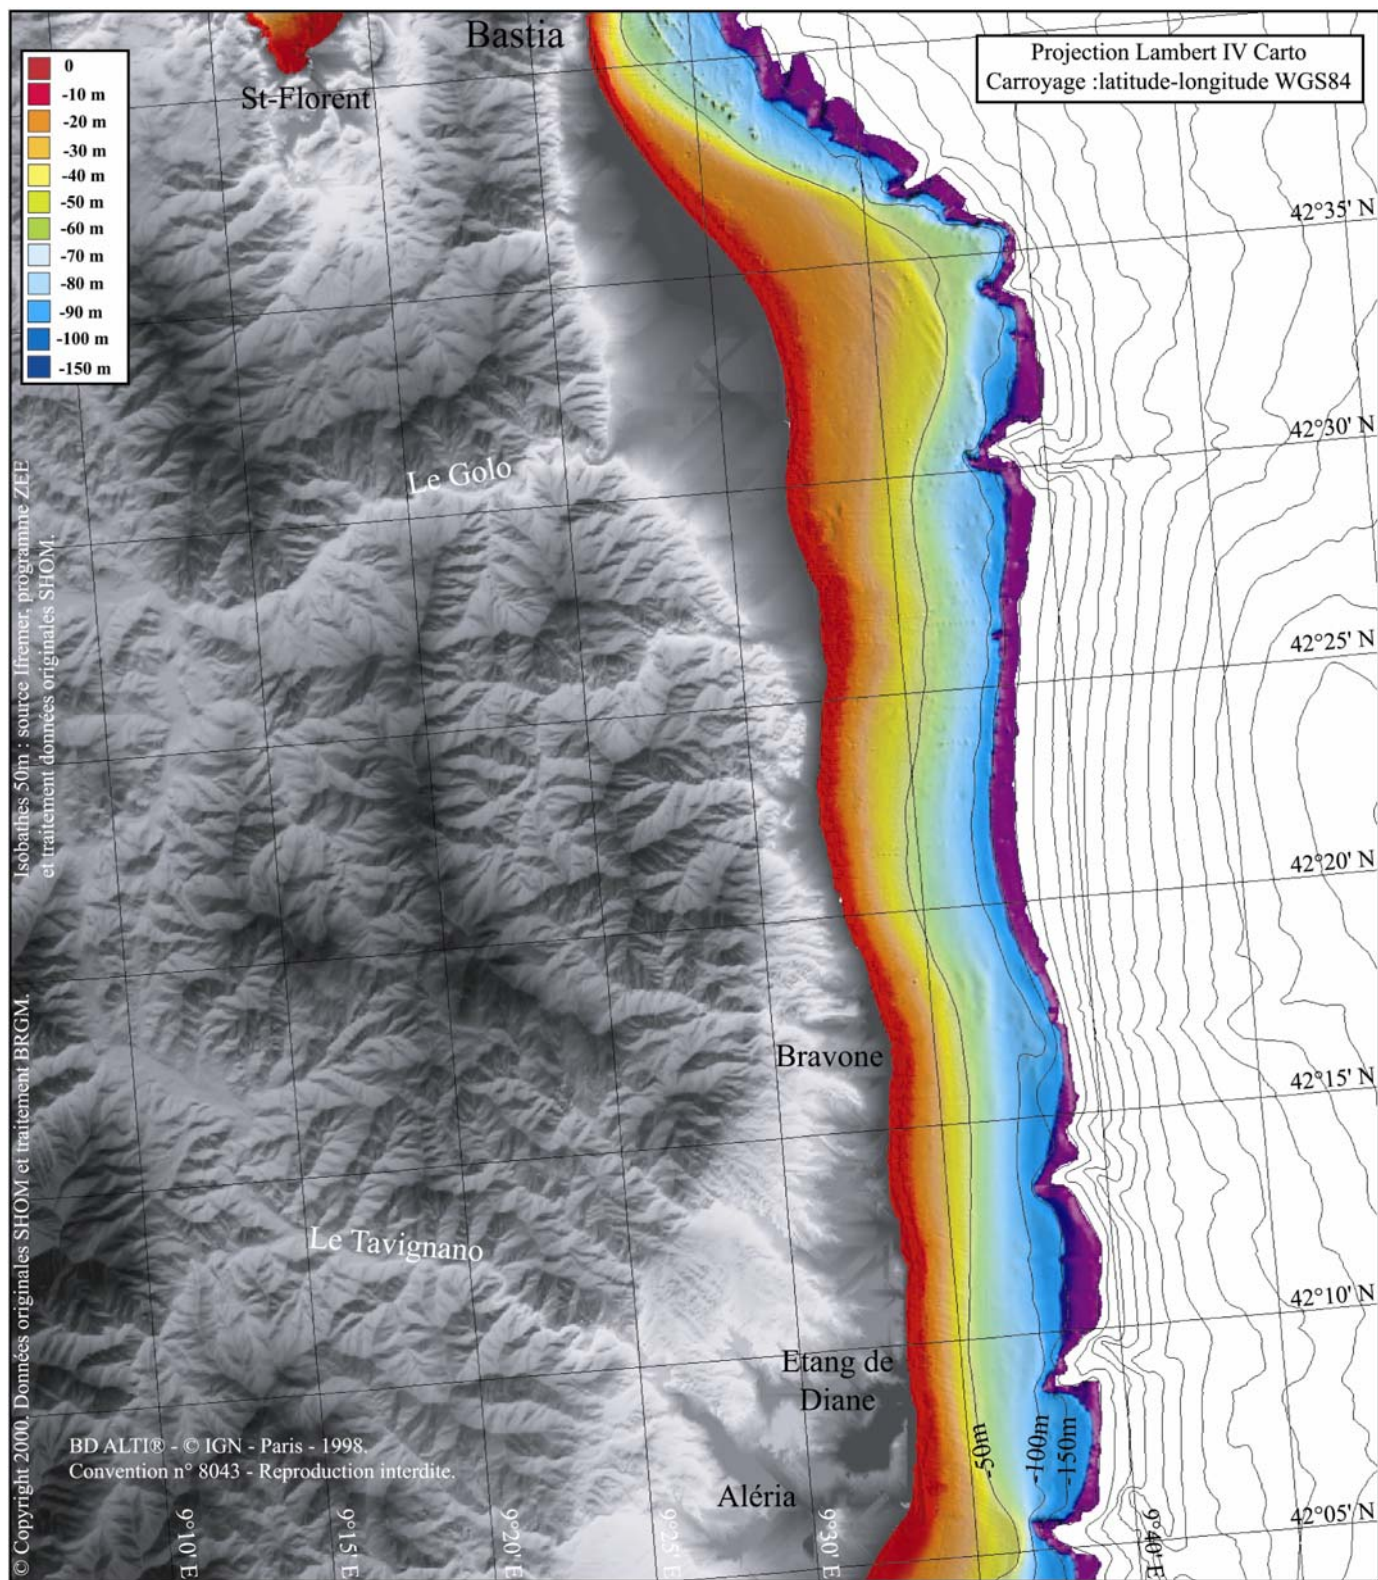 Bastia
Projection Lambert IV Carto
Carroyage :latitude-longitude WGS84
0
-10 m
-20 m
-30 m
-40 m
-50 m
-60 m
-70 m
-80 m
-90 m
-100 m
-150 m
St-Florent
42°35' N
42°30' N
Le Golo
42°25' N
Isobathes 50m : source Ifremer, programme ZEE
et traitement données originales SHOM.
42°20' N
Bravone
42°15' N
Le Tavignano
42°10' N
Etang de
Diane
-50m
-100m
-150m
© Copyright 2000. Données originales SHOM et traitement BRGM.
BD ALTI® - © IGN - Paris - 1998.
Convention n° 8043 - Reproduction interdite.
Aléria
42°05' N
9°10' E
9°15' E
9°20' E
9°25' E
9°30' E
9°40' E